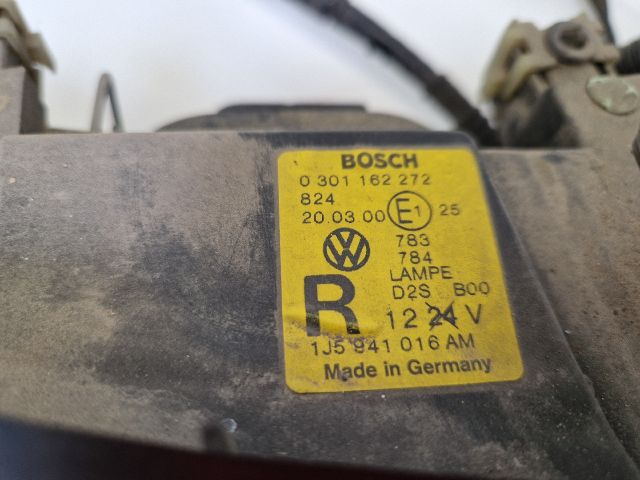 BOSCH
0 301 162 272
824
20.03.00 E1 25
VW 783
784
R LAMPE
D2S B00
12 24 V
1J5 941 016 AM
Made in Germany